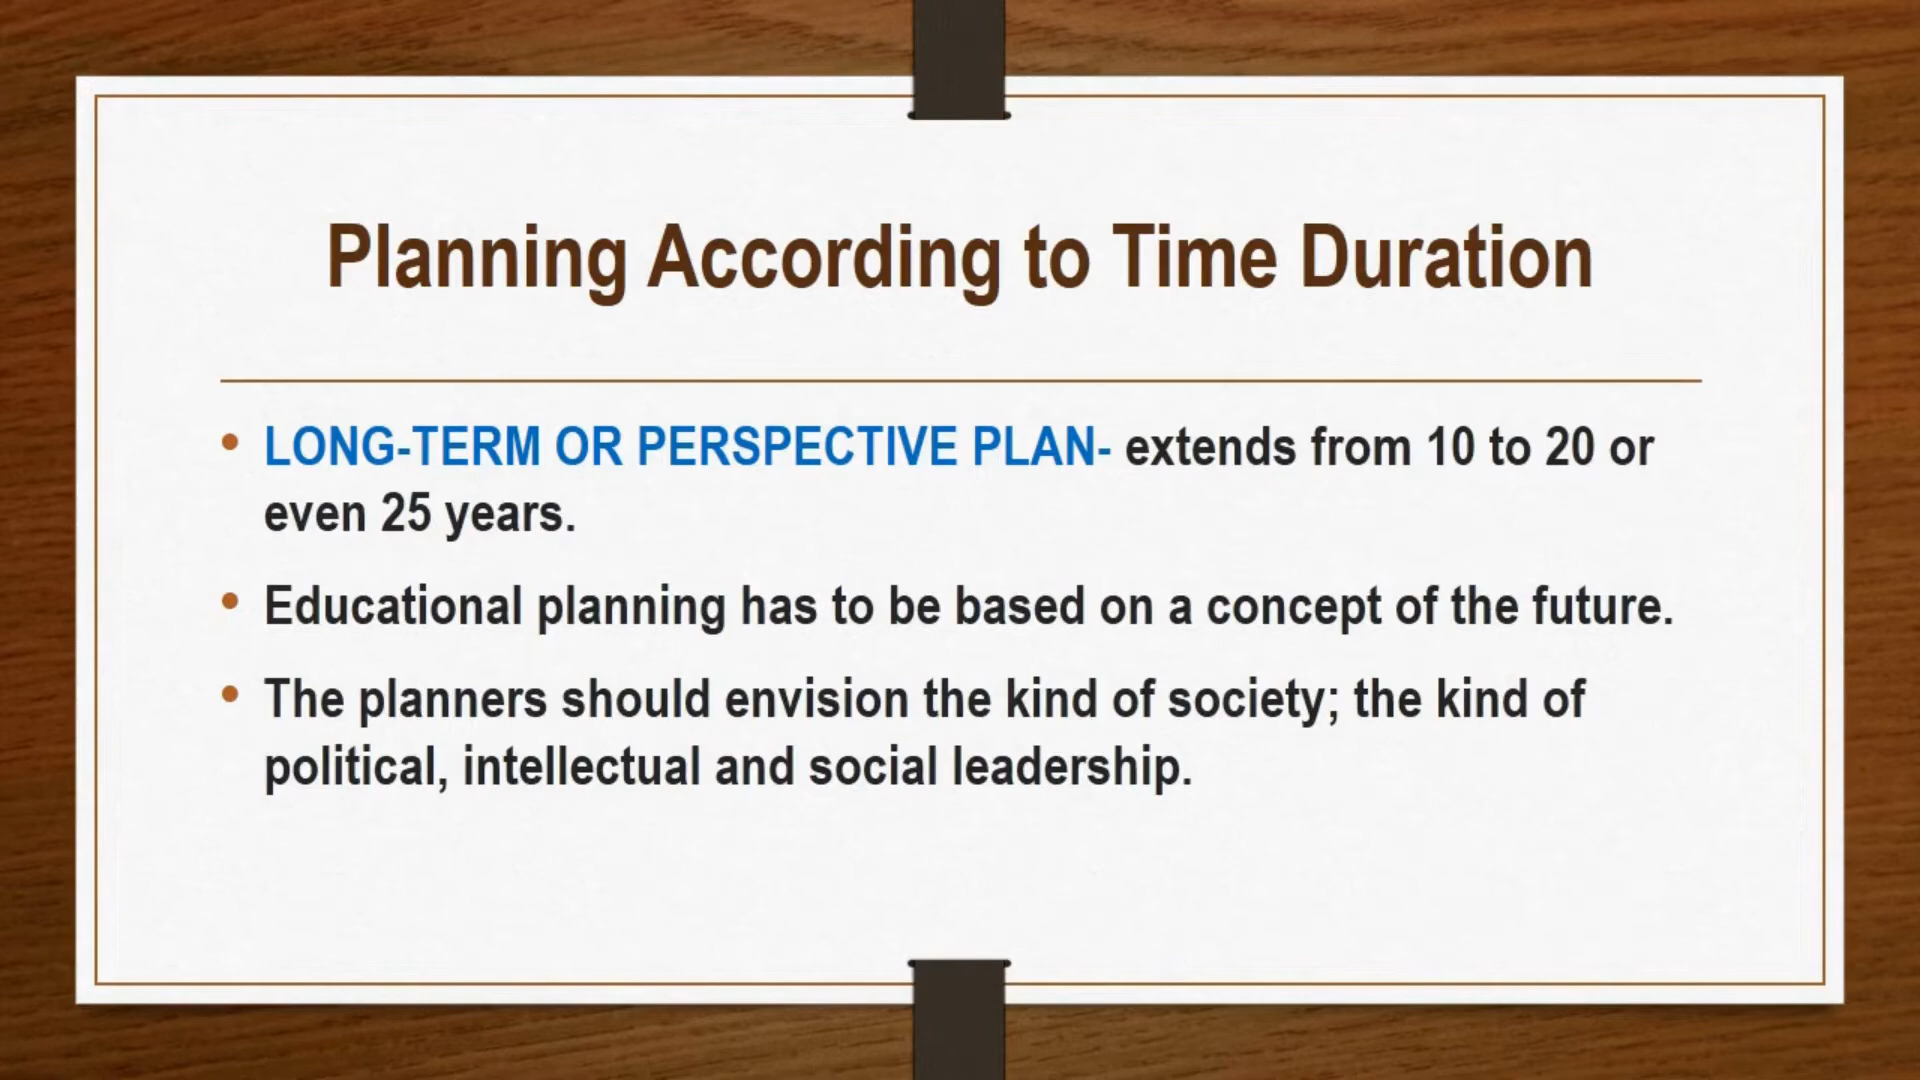 Planning According to Time Duration
• LONG-TERM OR PERSPECTIVE PLAN- extends from 10 to 20 or
even 25 years.
• Educational planning has to be based on a concept of the future.
• The planners should envision the kind of society; the kind of
political, intellectual and social leadership.